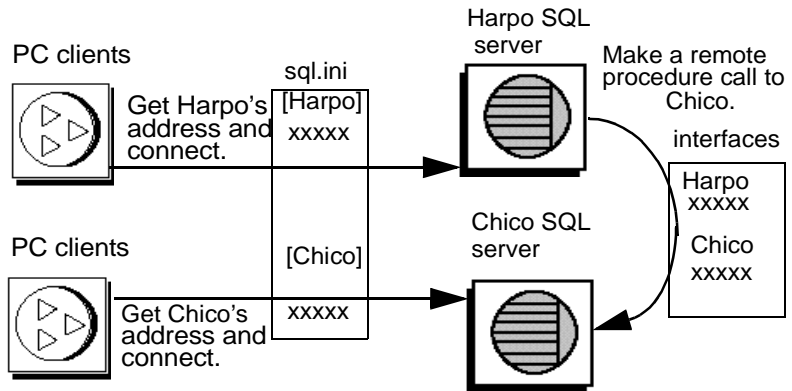 PC clients
Get Harpo's
address and
connect.
sql.ini
[Harpo]
xxxxx
Harpo SQL
server
Make a remote
procedure call to
Chico.
interfaces
Harpo
xxxxx
Chico
xxxxx
PC clients
Get Chico's
address and
connect.
[Chico]
xxxxx
Chico SQL
server